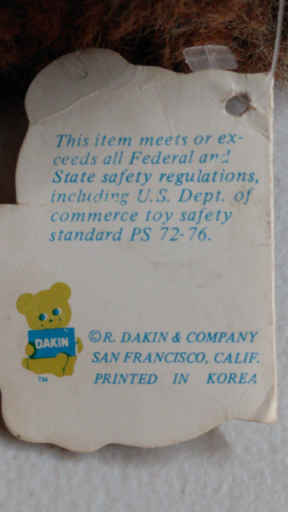 This item meets or ex-
ceeds all Federal and
State safety regulations,
including U.S. Dept. of
commerce toy safety
standard PS 72-76.
DAKIN
TM
© R. DAKIN & COMPANY
SAN FRANCISCO, CALIF.
PRINTED IN KOREA